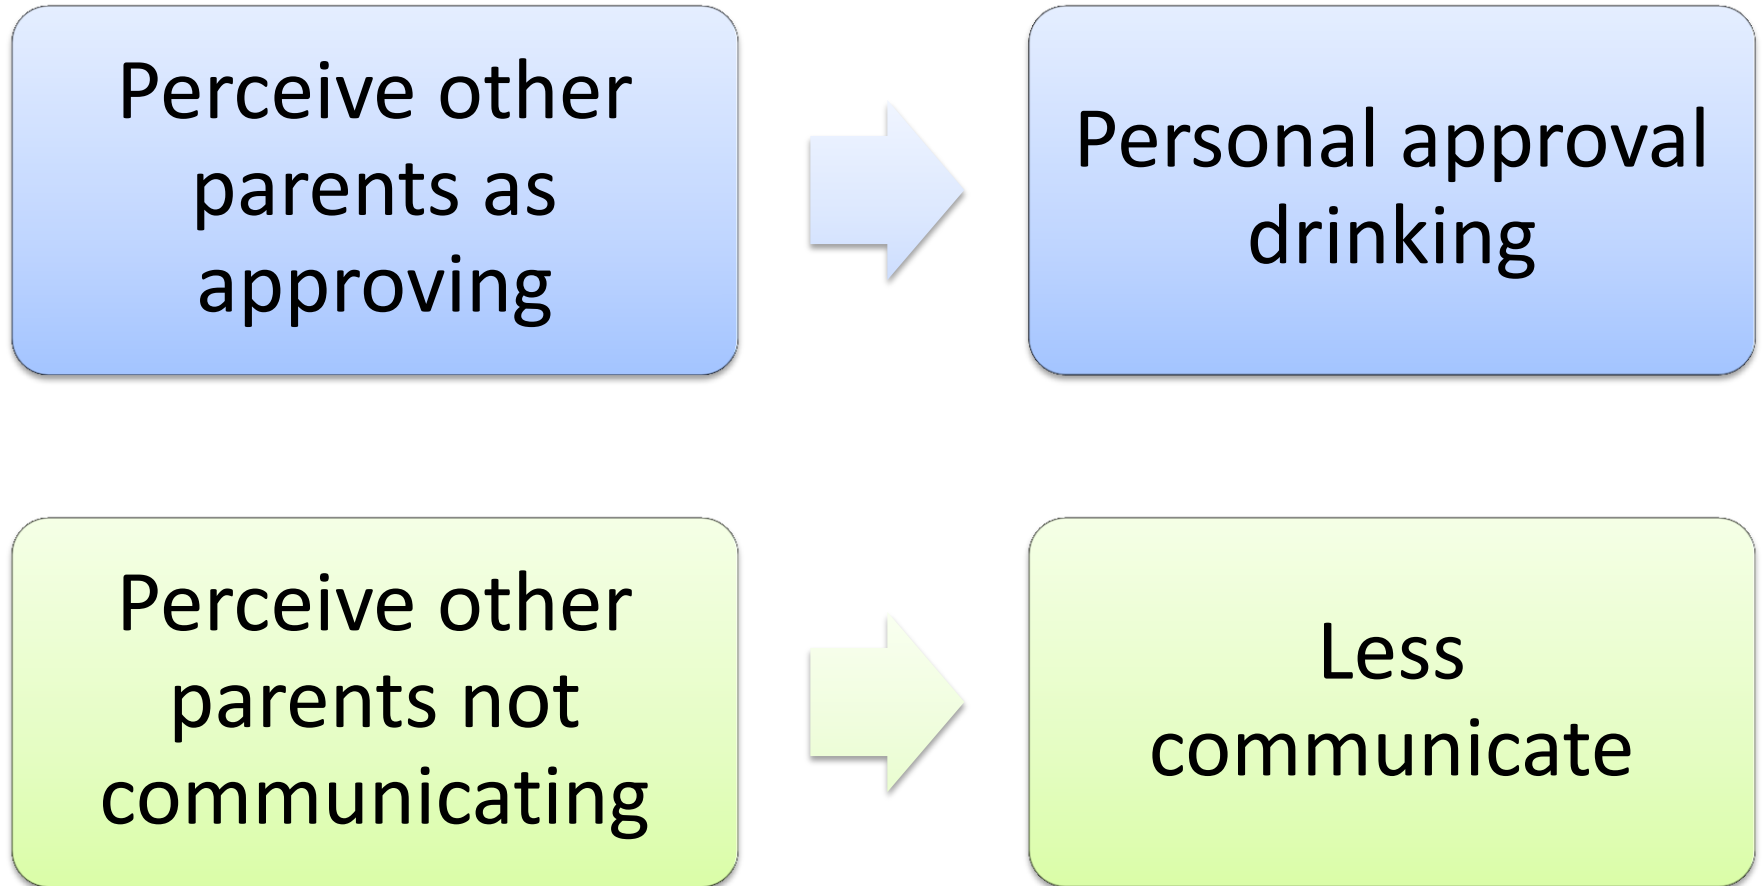 Perceive other
parents as
approving
Personal approval
drinking
Perceive other
parents not
communicating
Less
communicate